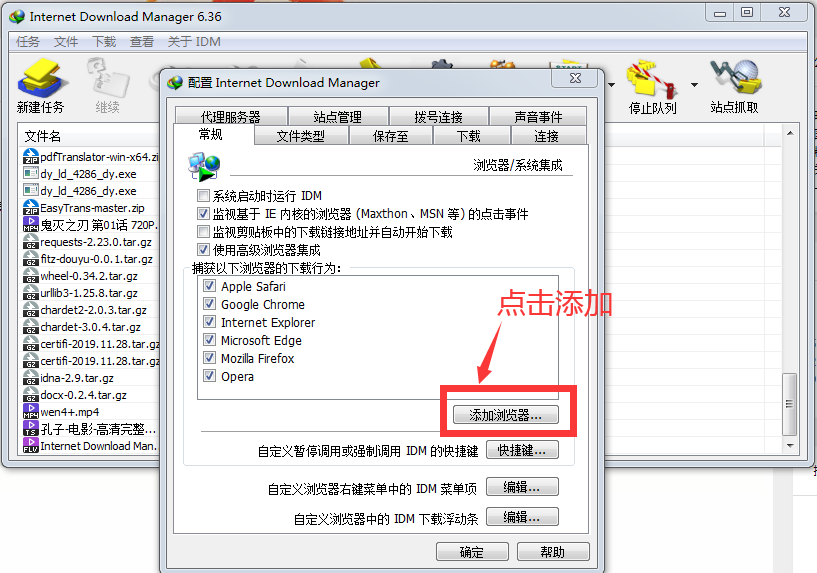 Internet Download Manager 6.36
任务 文件 下载 查看 关于 IDM
新建任务
继续
停止队列
站点抓取
文件名
pdfTranslator-win-x64.zi
dy_ld_4286_dy.exe
dy_ld_4286_dy.exe
EasyTrans-master.zip
鬼灭之刃 第01话 720P.
requests-2.23.0.tar.gz
fitz-douyu-0.0.1.tar.gz
wheel-0.34.2.tar.gz
urllib3-1.25.8.tar.gz
chardet2-2.0.3.tar.gz
chardet-3.0.4.tar.gz
certifi-2019.11.28.tar.gz
certifi-2019.11.28.tar.gz
idna-2.9.tar.gz
docx-0.2.4.tar.gz
wen4+.mp4
孔子-电影-高清完整...
Internet Download Man.
配置 Internet Download Manager
代理服务器 站点管理 拨号连接 声音事件
常规 文件类型 保存至 下载 连接
浏览器/系统集成
系统启动时运行 IDM
监视基于 IE 内核的浏览器（Maxthon、MSN 等）的点击事件
监视剪贴板中的下载链接地址并自动开始下载
使用高级浏览器集成
捕获以下浏览器的下载行为：
Apple Safari
Google Chrome
Internet Explorer
Microsoft Edge
Mozilla Firefox
Opera
点击添加
添加浏览器...
自定义暂停调用或强制调用 IDM 的快捷键 快捷键...
自定义浏览器右键菜单中的 IDM 菜单项 编辑...
自定义浏览器中的 IDM 下载浮动条 编辑...
确定 帮助